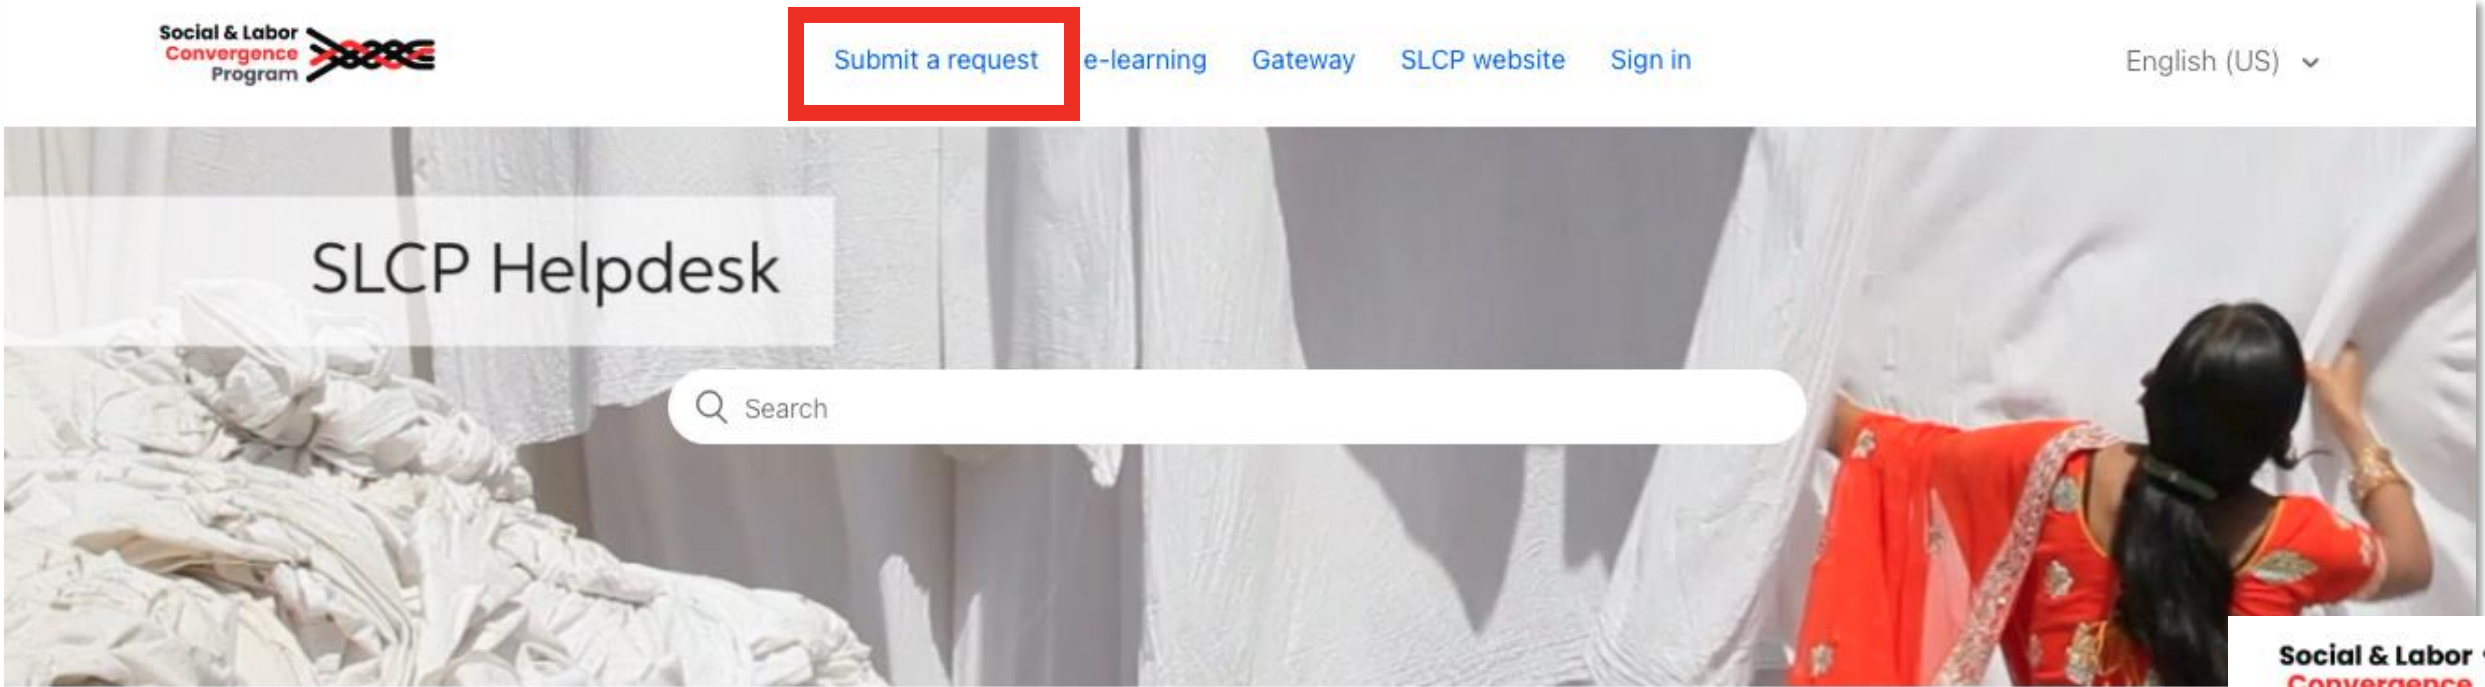 Social & Labor
Convergence
Program
Submit a request e-learning Gateway SLCP website Sign in
English (US)
SLCP Helpdesk
Search
Social & Labor
Convergence